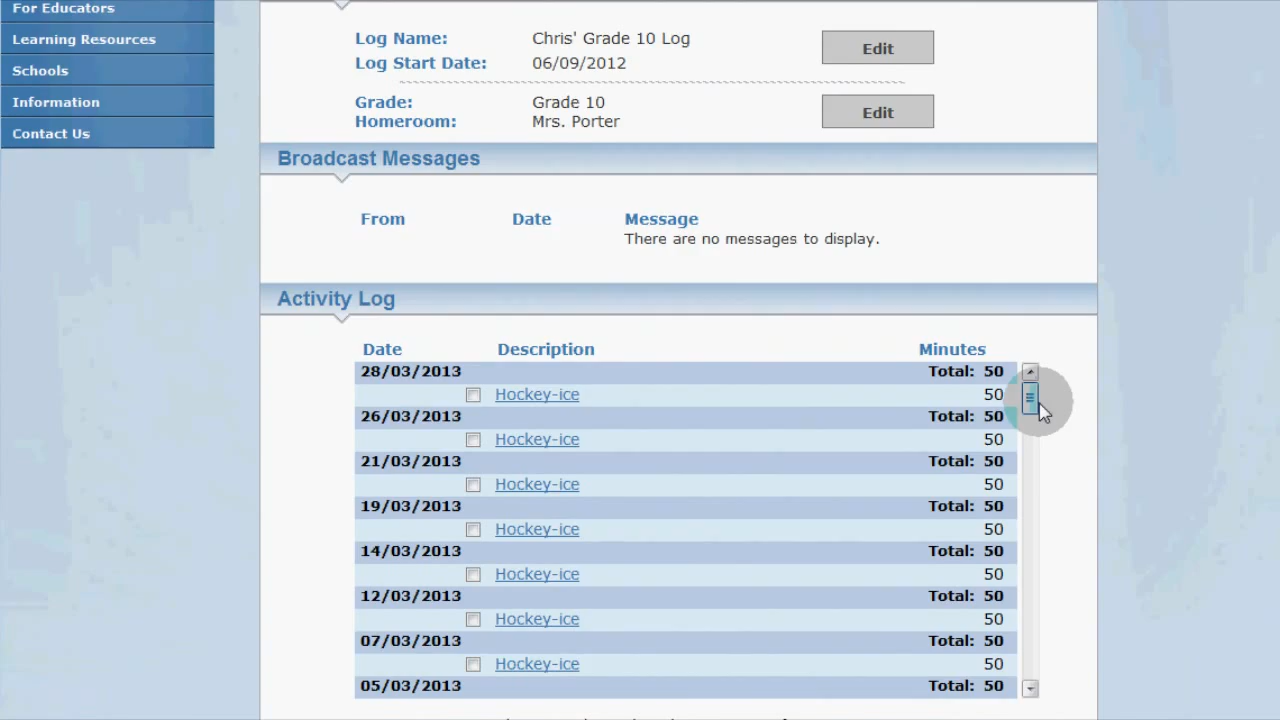 For Educators
Learning Resources
Schools
Information
Contact Us
Log Name: Chris' Grade 10 Log Edit
Log Start Date: 06/09/2012
Grade: Grade 10 Edit
Homeroom: Mrs. Porter
Broadcast Messages
From Date Message
There are no messages to display.
Activity Log
Date Description Minutes
28/03/2013 Total: 50
Hockey-ice 50
26/03/2013 Total: 50
Hockey-ice 50
21/03/2013 Total: 50
Hockey-ice 50
19/03/2013 Total: 50
Hockey-ice 50
14/03/2013 Total: 50
Hockey-ice 50
12/03/2013 Total: 50
Hockey-ice 50
07/03/2013 Total: 50
Hockey-ice 50
05/03/2013 Total: 50